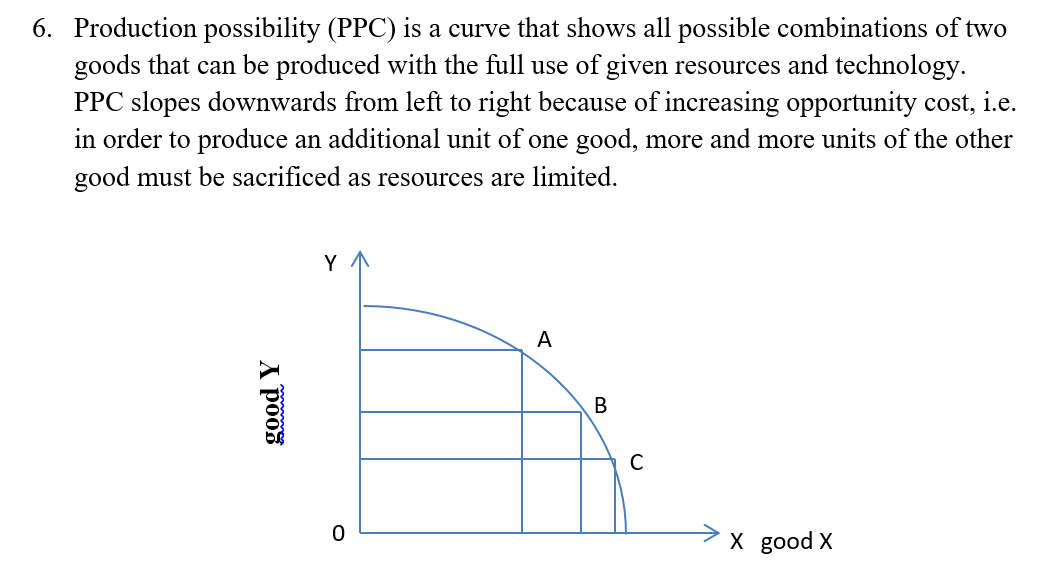 6. Production possibility (PPC) is a curve that shows all possible combinations of two
goods that can be produced with the full use of given resources and technology.
PPC slopes downwards from left to right because of increasing opportunity cost, i.e.
in order to produce an additional unit of one good, more and more units of the other
good must be sacrificed as resources are limited.
Y
A
good Y
B
C
0
X good X